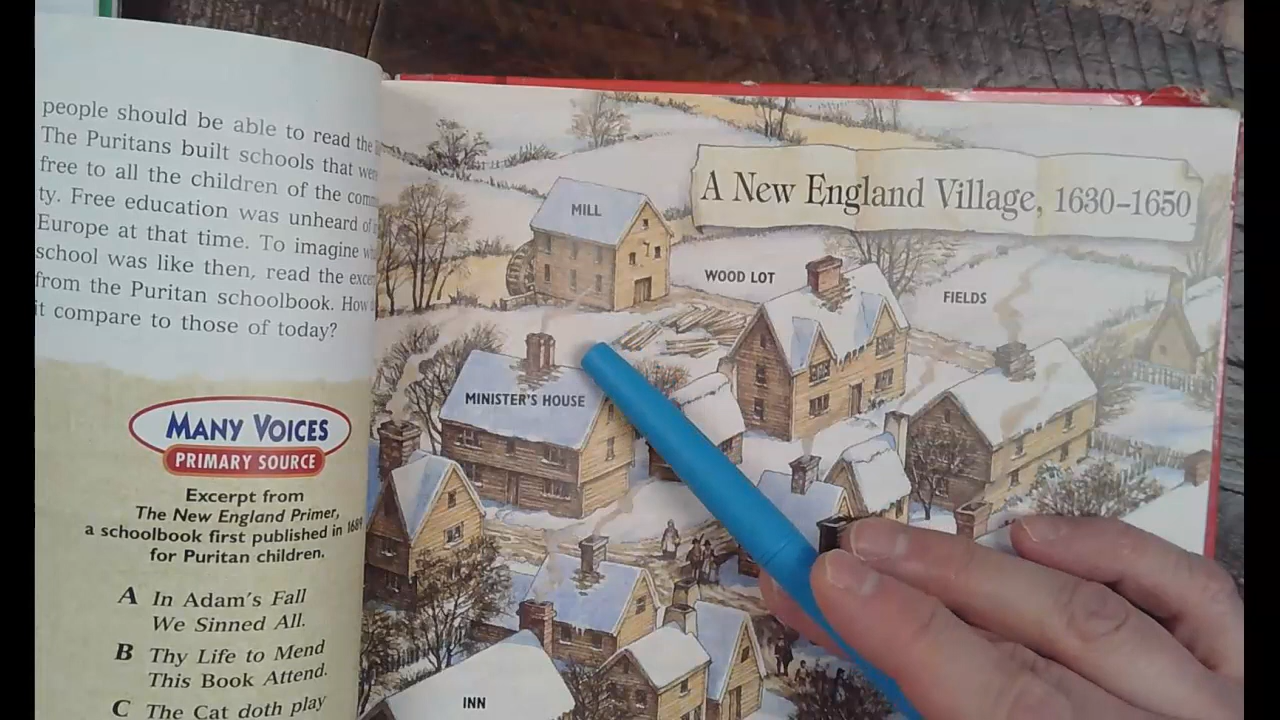 people should be able to read the
The Puritans built schools that were
free to all the children of the
ty. Free education was unheard of
Europe at that time. To imagine
school was like then, read the
from the Puritan schoolbook. How
it compare to those of today?
MANY VOICES
PRIMARY SOURCE
Excerpt from
The New England Primer,
a schoolbook first published in 1689
for Puritan children.
A In Adam's Fall
We Sinned All.
B Thy Life to Mend
This Book Attend.
C The Cat doth play
A New England Village, 1630–1650
MILL
WOOD LOT
FIELDS
MINISTER'S HOUSE
INN